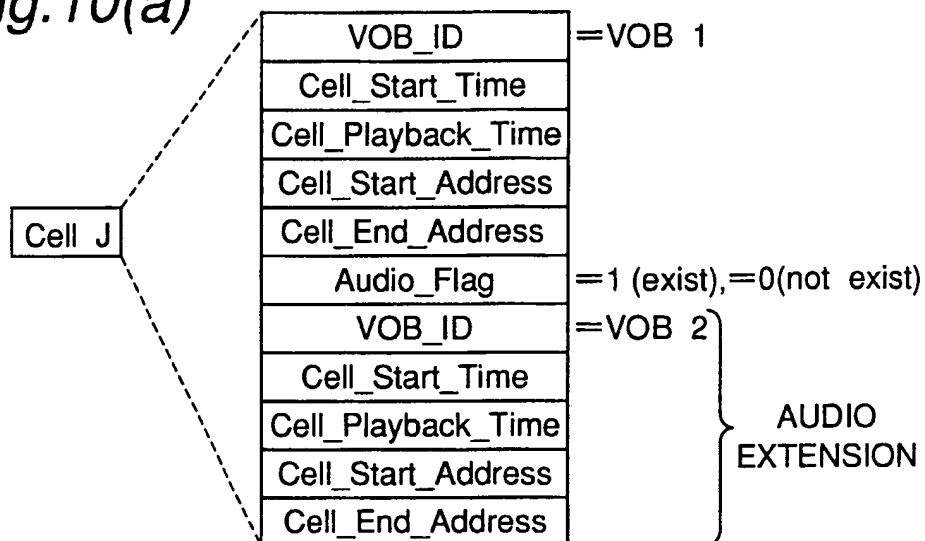 ig. 10(a)
VOB_ID =VOB 1
Cell_Start_Time
Cell_Playback_Time
Cell_Start_Address
Cell J Cell_End_Address
Audio_Flag =1 (exist),=0(not exist)
VOB_ID =VOB 2
Cell_Start_Time
Cell_Playback_Time AUDIO
Cell_Start_Address EXTENSION
Cell_End_Address